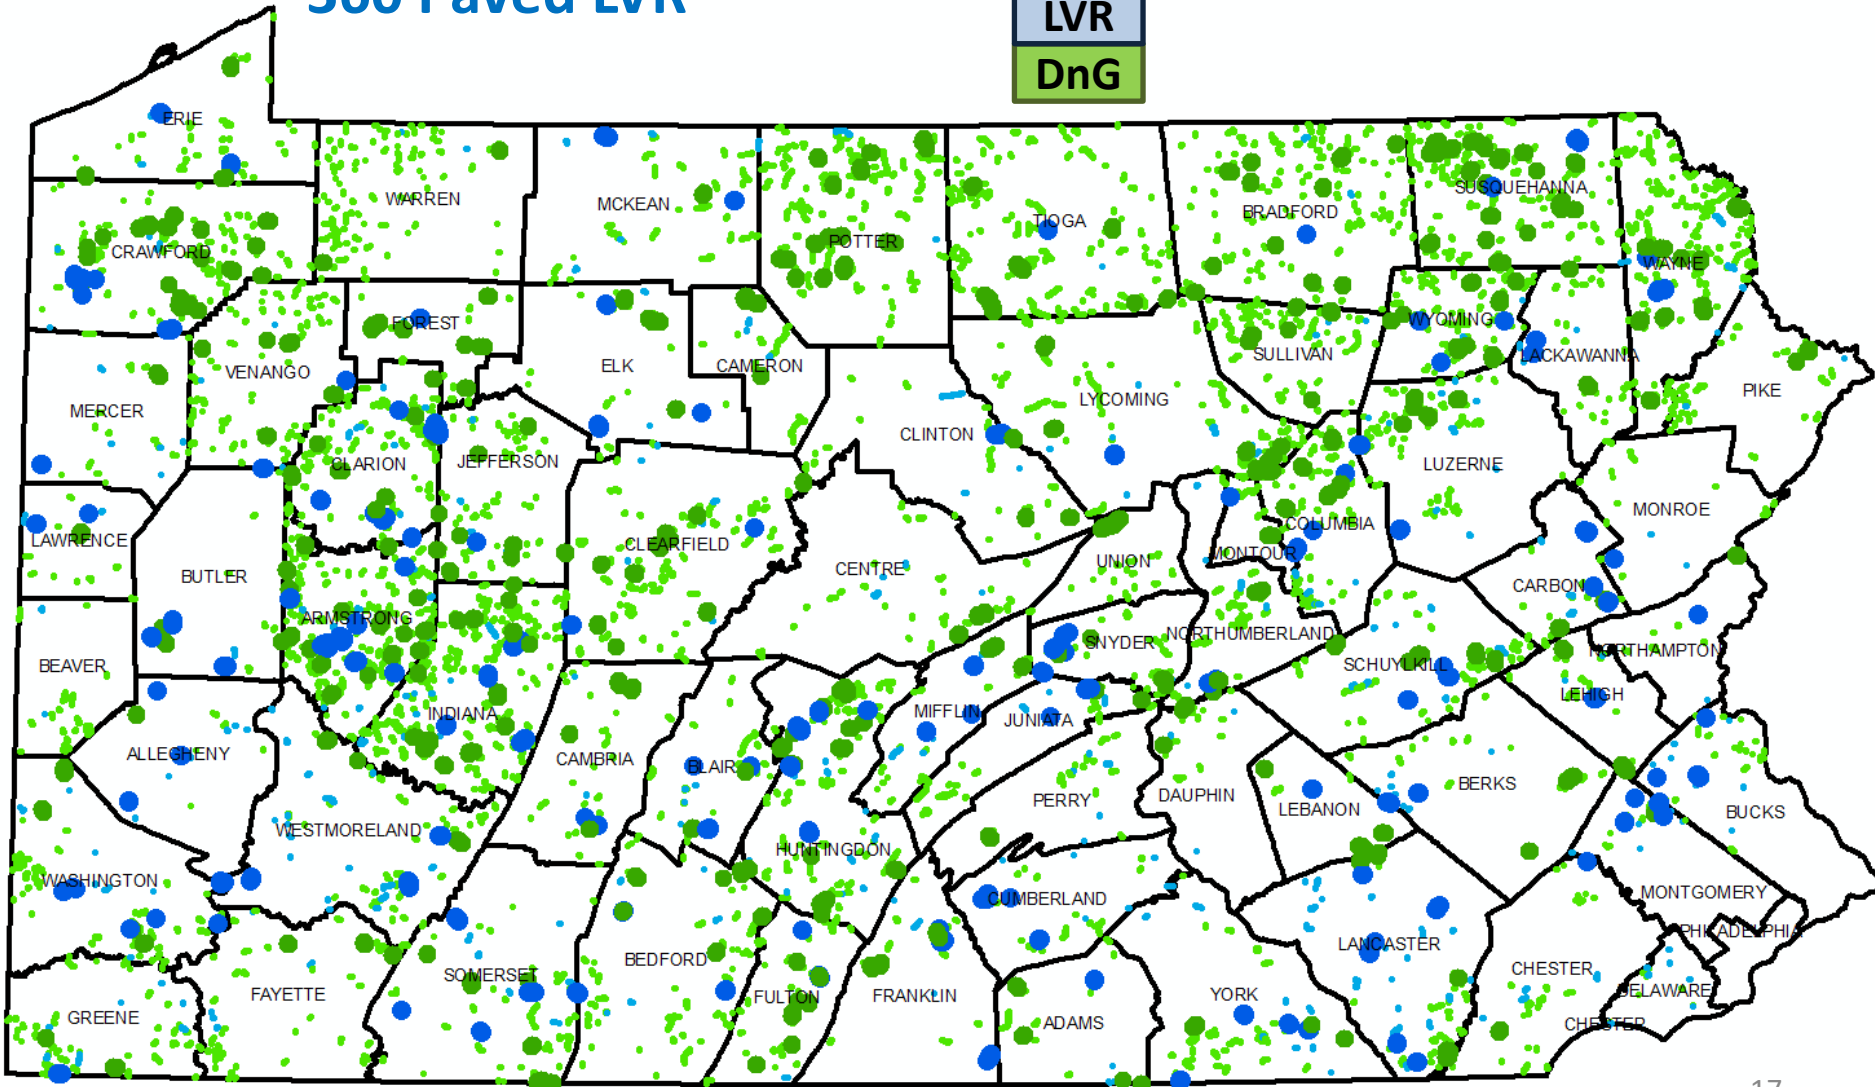 LVR
DnG
ERIE
WARREN
MCKEAN
POTTER
TIOGA
BRADFORD
SUSQUEHANNA
WAYNE
CRAWFORD
FOREST
ELK
CAMERON
SULLIVAN
WYOMING
LACKAWANNA
PIKE
MERCER
VENANGO
CLARION
JEFFERSON
CLINTON
LYCOMING
LUZERNE
MONROE
LAWRENCE
BUTLER
ARMSTRONG
CLEARFIELD
CENTRE
UNION
MONTOUR
COLUMBIA
CARBON
BEAVER
INDIANA
SNYDER
NORTHUMBERLAND
SCHUYLKILL
NORTHAMPTON
LEHIGH
ALLEGHENY
CAMBRIA
BLAIR
MIFFLIN
JUNIATA
PERRY
DAUPHIN
LEBANON
BERKS
BUCKS
WESTMORELAND
HUNTINGDON
WASHINGTON
CUMBERLAND
MONTGOMERY
PHILADELPHIA
LANCASTER
GREENE
FAYETTE
SOMERSET
BEDFORD
FULTON
FRANKLIN
ADAMS
YORK
CHESTER
DELAWARE
CHESTER